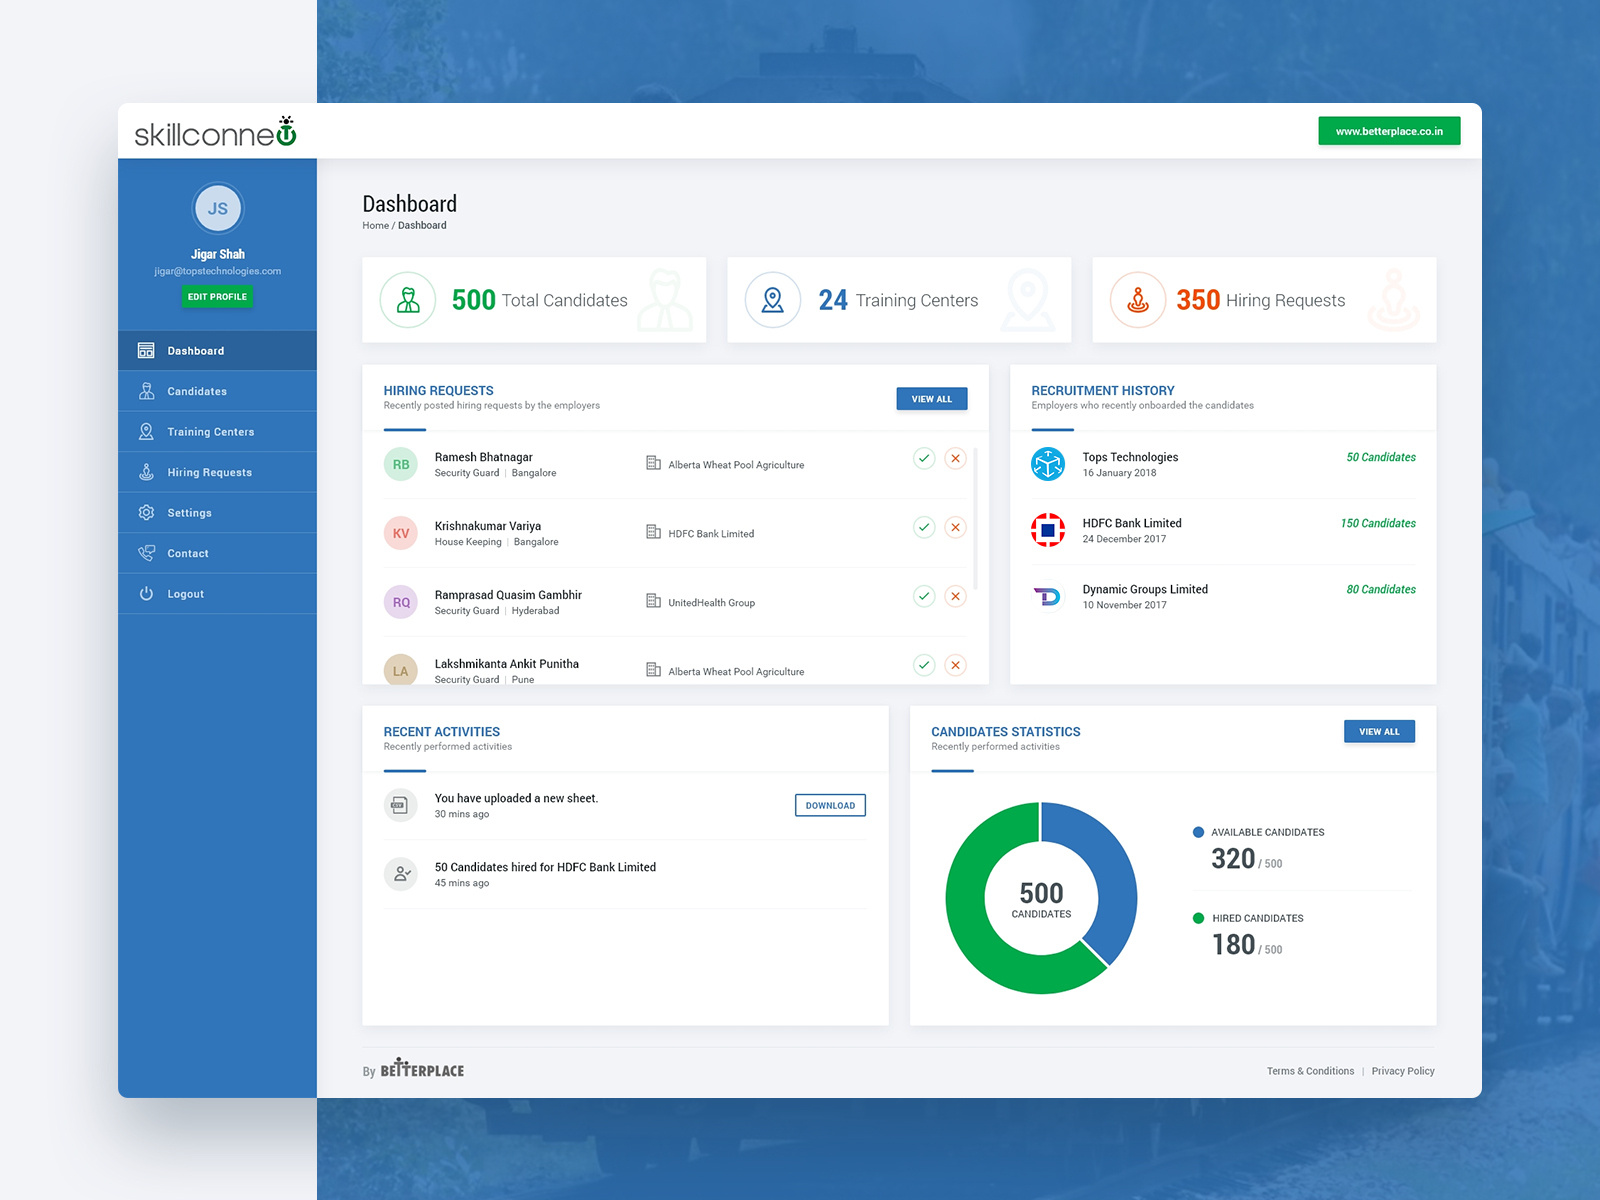 skillconnect
www.betterplace.co.in
JS
Jigar Shah
jigar@topstechnologies.com
EDIT PROFILE
Dashboard
Candidates
Training Centers
Hiring Requests
Settings
Contact
Logout
Dashboard
Home / Dashboard
500 Total Candidates
24 Training Centers
350 Hiring Requests
HIRING REQUESTS
Recently posted hiring requests by the employers
VIEW ALL
RB
Ramesh Bhatnagar
Security Guard | Bangalore
Alberta Wheat Pool Agriculture
KV
Krishnakumar Variya
House Keeping | Bangalore
HDFC Bank Limited
RQ
Ramprasad Quasim Gambhir
Security Guard | Hyderabad
UnitedHealth Group
LA
Lakshmikanta Ankit Punitha
Security Guard | Pune
Alberta Wheat Pool Agriculture
RECRUITMENT HISTORY
Employers who recently onboarded the candidates
Tops Technologies
16 January 2018
50 Candidates
HDFC Bank Limited
24 December 2017
150 Candidates
Dynamic Groups Limited
10 November 2017
80 Candidates
RECENT ACTIVITIES
Recently performed activities
You have uploaded a new sheet.
30 mins ago
DOWNLOAD
50 Candidates hired for HDFC Bank Limited
45 mins ago
CANDIDATES STATISTICS
Recently performed activities
VIEW ALL
500
CANDIDATES
AVAILABLE CANDIDATES
320 / 500
HIRED CANDIDATES
180 / 500
By BETTERPLACE
Terms & Conditions | Privacy Policy